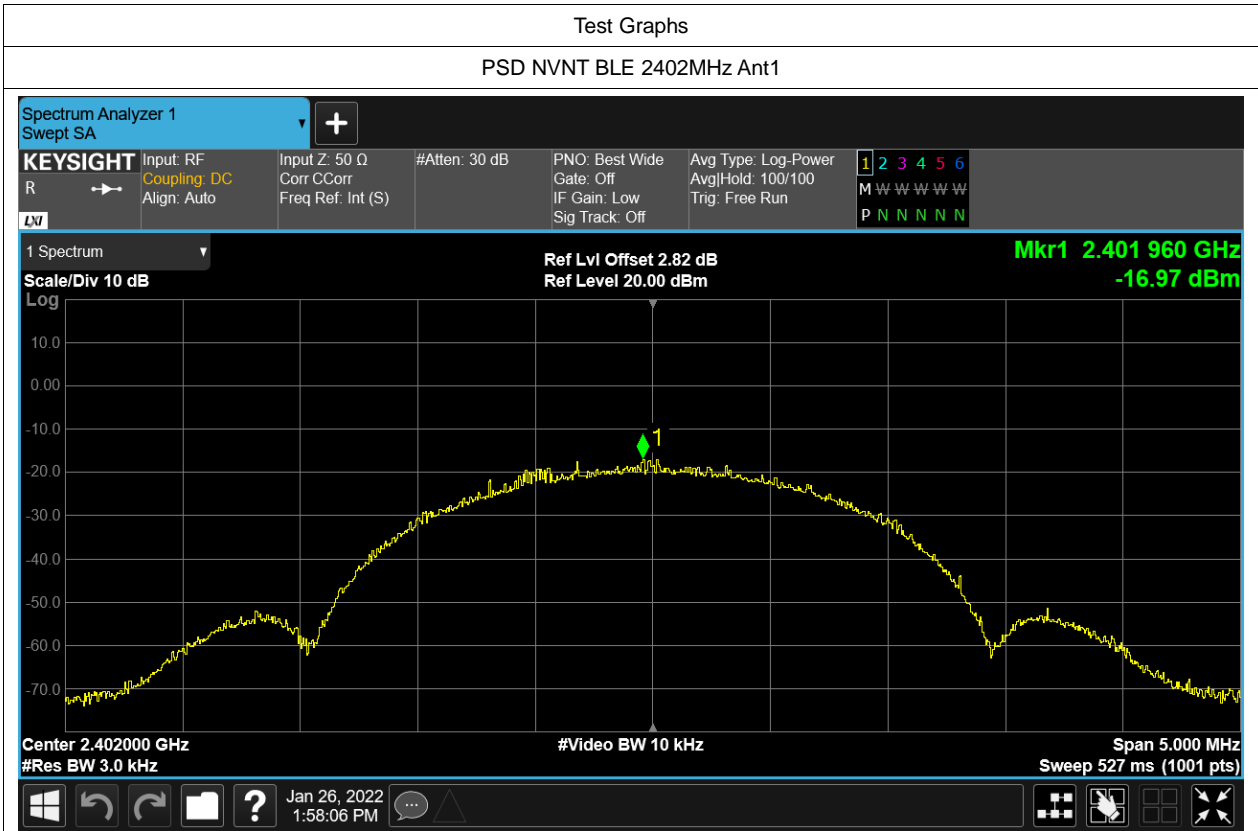 Test Graphs
PSD NVNT BLE 2402MHz Ant1
Spectrum Analyzer 1
Swept SA
KEYSIGHT
R
LXI
Input: RF
Coupling: DC
Align: Auto
Input Z: 50 Ω
Corr CCorr
Freq Ref: Int (S)
#Atten: 30 dB
PNO: Best Wide
Gate: Off
IF Gain: Low
Sig Track: Off
Avg Type: Log-Power
Avg|Hold: 100/100
Trig: Free Run
1 2 3 4 5 6
M W W W W W W
P N N N N N
1 Spectrum
Scale/Div 10 dB
Ref Lvl Offset 2.82 dB
Ref Level 20.00 dBm
Mkr1 2.401 960 GHz
-16.97 dBm
Log
10.0
0.00
-10.0
-20.0
-30.0
-40.0
-50.0
-60.0
-70.0
1
Center 2.402000 GHz
#Res BW 3.0 kHz
#Video BW 10 kHz
Span 5.000 MHz
Sweep 527 ms (1001 pts)
?
Jan 26, 2022
1:58:06 PM